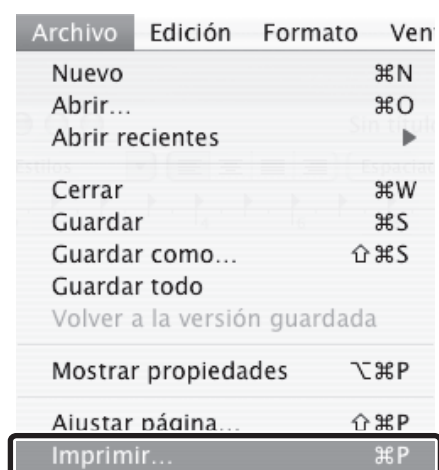 Archivo Edición Formato Ven
Nuevo ⌘N
Abrir... ⌘O
Abrir recientes ▶
Cerrar ⌘W
Guardar ⌘S
Guardar como... ⇧⌘S
Guardar todo
Volver a la versión guardada
Mostrar propiedades ⌥⌘P
Ajustar página... ⇧⌘P
Imprimir... ⌘P